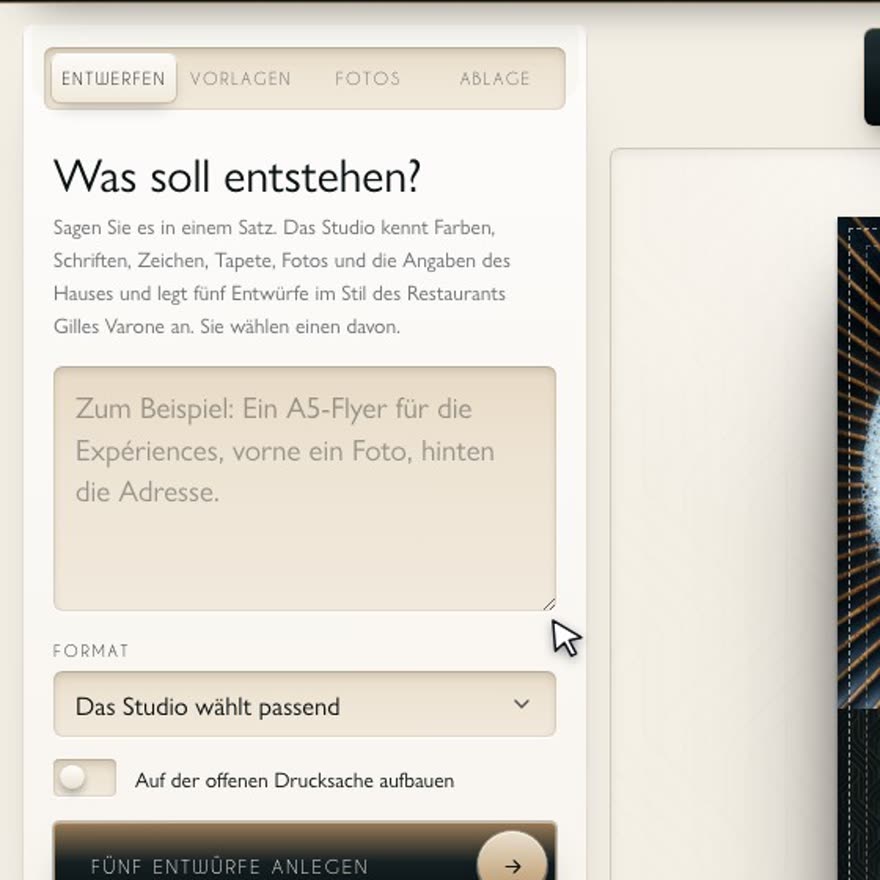 ENTWERFEN VORLAGEN FOTOS ABLAGE
Was soll entstehen?
Sagen Sie es in einem Satz. Das Studio kennt Farben,
Schriften, Zeichen, Tapete, Fotos und die Angaben des
Hauses und legt fünf Entwürfe im Stil des Restaurants
Gilles Varone an. Sie wählen einen davon.
Zum Beispiel: Ein A5-Flyer für die
Expériences, vorne ein Foto, hinten
die Adresse.
FORMAT
Das Studio wählt passend
Auf der offenen Drucksache aufbauen
FÜNF ENTWÜRFE ANLEGEN